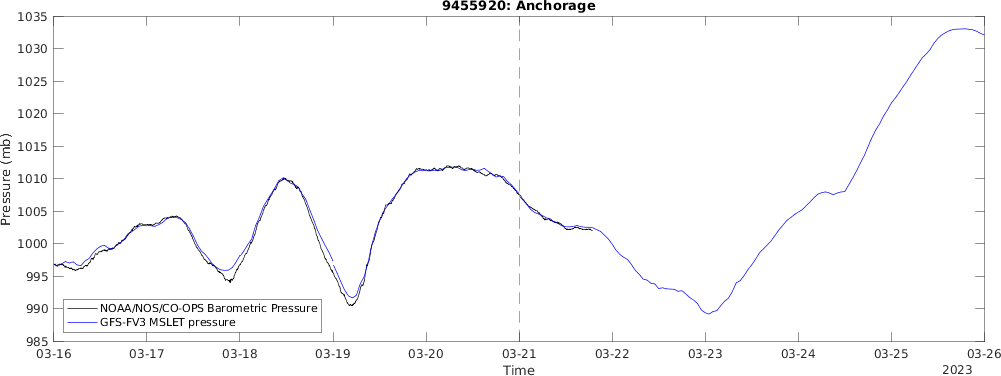 9455920: Anchorage
Pressure (mb)
1035
1030
1025
1020
1015
1010
1005
1000
995
990
985
NOAA/NOS/CO-OPS Barometric Pressure
GFS-FV3 MSLET pressure
03-16 03-17 03-18 03-19 03-20 03-21 03-22 03-23 03-24 03-25 03-26
Time
2023